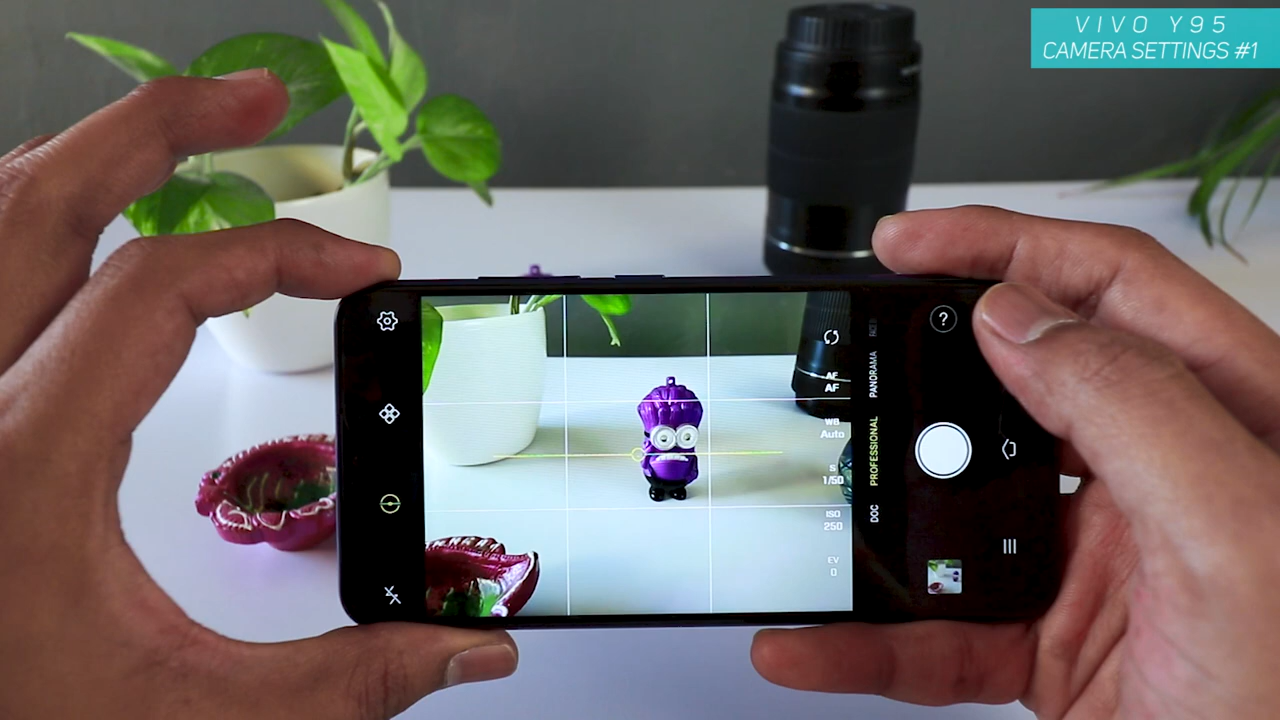 VIVO Y95
CAMERA SETTINGS #1
?
AF
AF
WB
Auto
S
1/50
ISO
250
EV
0
PANORAMA
PROFESSIONAL
DOC